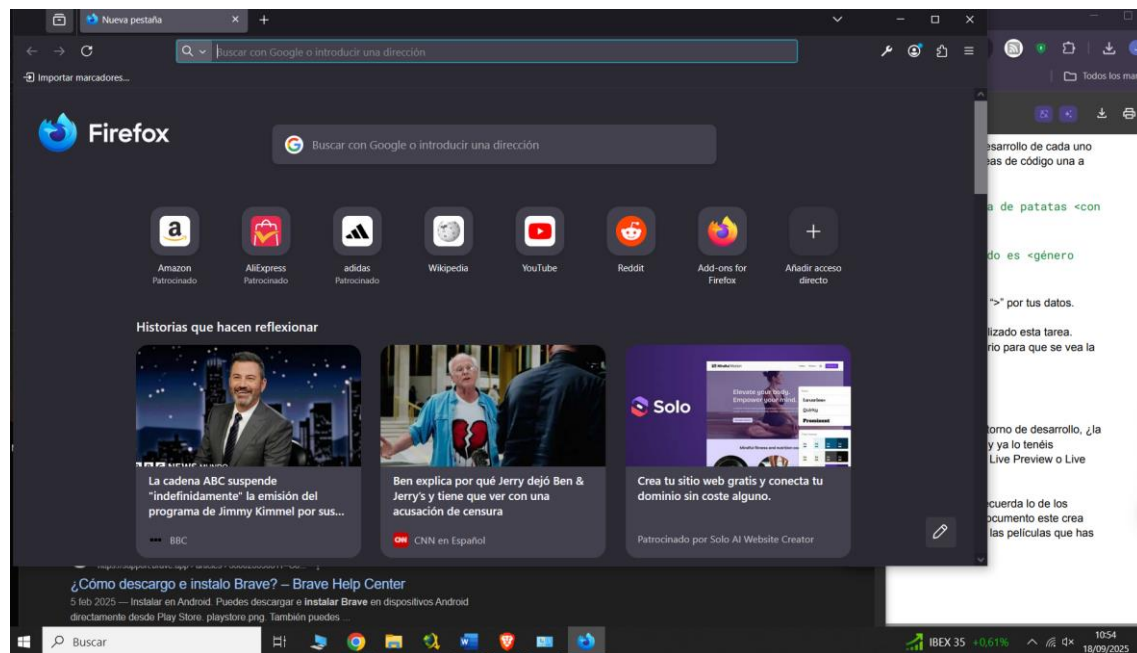 Nueva pestaña
Buscar con Google o introducir una dirección
Importar marcadores...
Todos los mar
Firefox
Buscar con Google o introducir una dirección
Amazon
Patrocinado
AliExpress
Patrocinado
adidas
Patrocinado
Wikipedia
YouTube
Reddit
Add-ons for
Firefox
Añadir acceso
directo
Historias que hacen reflexionar
NEWS MUNDO
La cadena ABC suspende
"indefinidamente" la emisión del
programa de Jimmy Kimmel por sus...
BBC
Ben explica por qué Jerry dejó Ben &
Jerry's y tiene que ver con una
acusación de censura
CNN en Español
Solo
Elevate your body.
Empower your mind.
Crea tu sitio web gratis y conecta tu
dominio sin coste alguno.
Patrocinado por Solo AI Website Creator
esarrollo de cada uno
eas de código una a
a de patatas <con
do es <género
">" por tus datos.
lizado esta tarea.
rio para que se vea la
torno de desarrollo, ¿la
y ya lo tenéis
Live Preview o Live
ecuerda lo de los
ocumento este crea
las películas que has
¿Cómo descargo e instalo Brave? – Brave Help Center
5 feb 2025 — Instalar en Android. Puedes descargar e instalar Brave en dispositivos Android
directamente desde Play Store. playstore.png. También puedes ...
Buscar
IBEX 35 +0,61%
10:54
18/09/2025